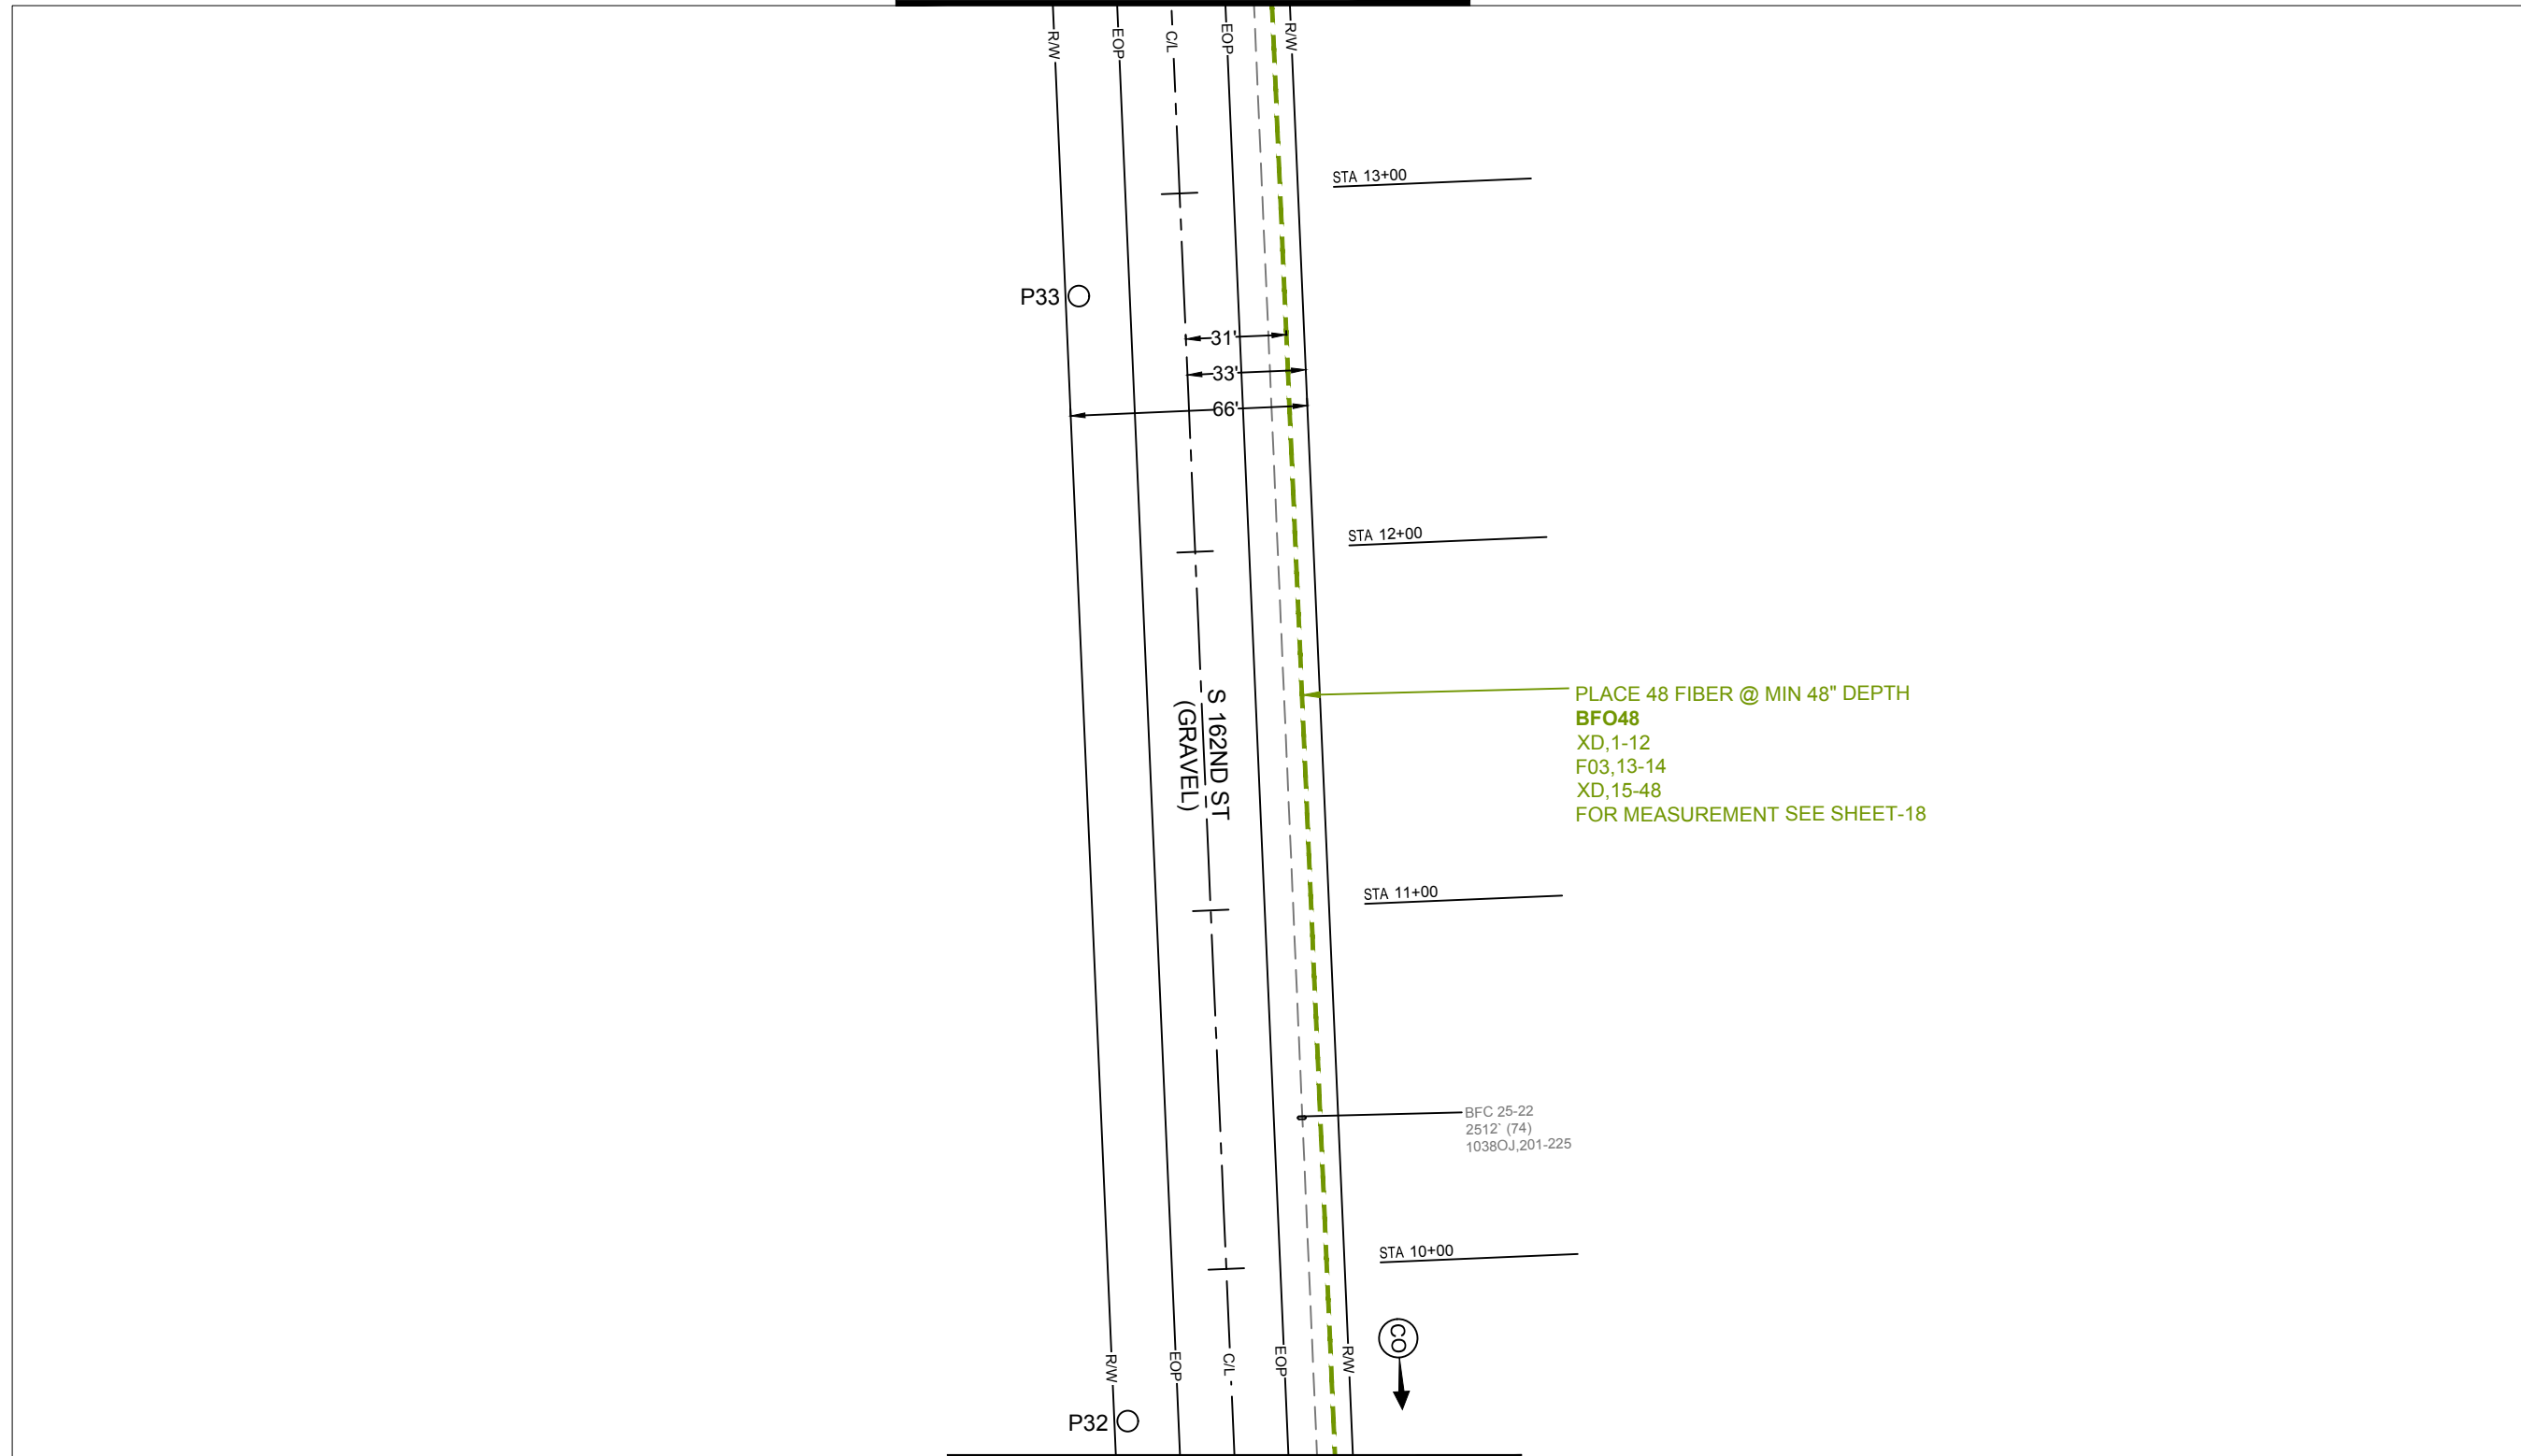 R/W
EOP
C/L
EOP
R/W
STA 13+00
P33
31'
33'
66'
STA 12+00
S 162ND ST
(GRAVEL)
PLACE 48 FIBER @ MIN 48" DEPTH
BFO48
XD,1-12
F03,13-14
XD,15-48
FOR MEASUREMENT SEE SHEET-18
STA 11+00
BFC 25-22
2512` (74)
1038OJ,201-225
STA 10+00
CO
R/W
EOP
C/L
EOP
R/W
P32